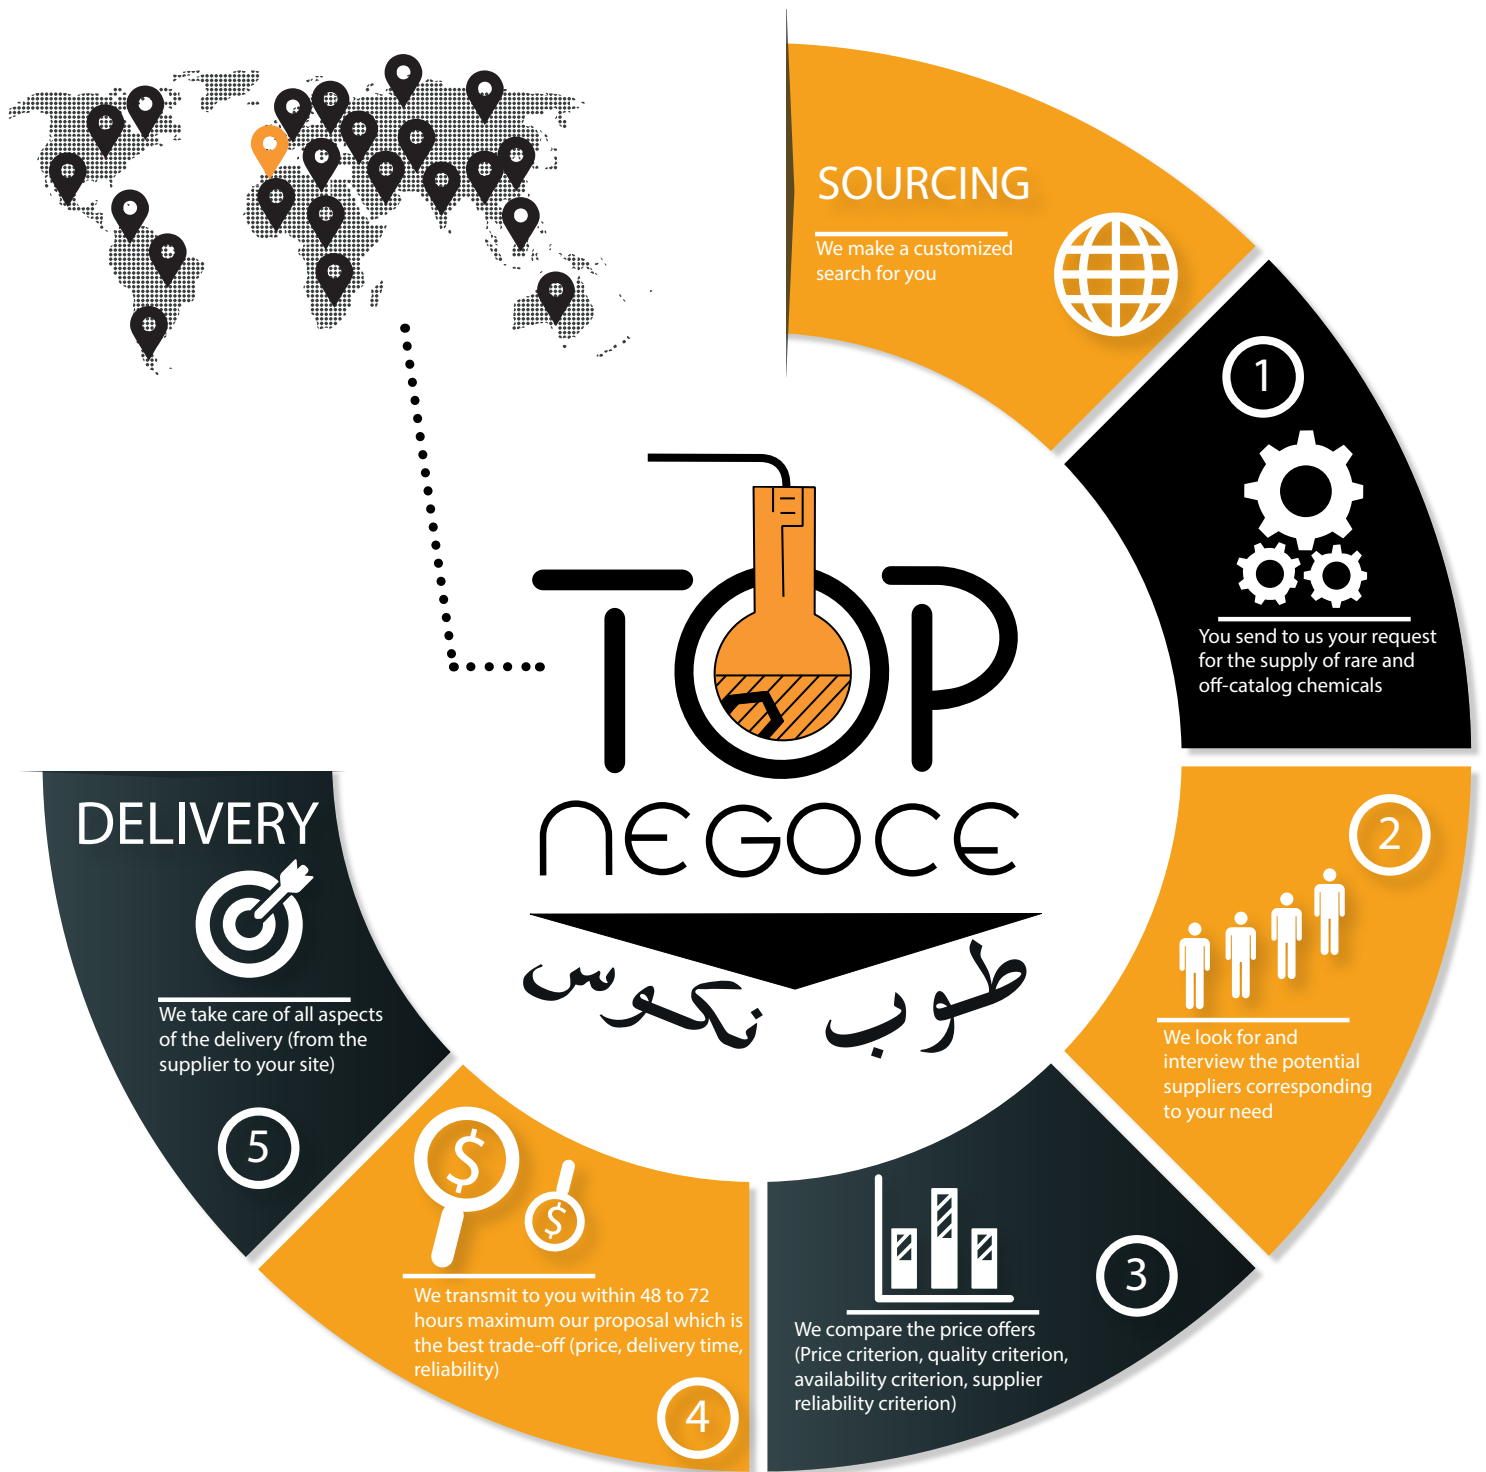 SOURCING
We make a customized
search for you
1
You send to us your request
for the supply of rare and
off-catalog chemicals
2
We look for and
interview the potential
suppliers corresponding
to your need
3
We compare the price offers
(Price criterion, quality criterion,
availability criterion, supplier
reliability criterion)
$
$
We transmit to you within 48 to 72
hours maximum our proposal which is
the best trade-off (price, delivery time,
reliability)
4
DELIVERY
We take care of all aspects
of the delivery (from the
supplier to your site)
5
TOP
NEGOCE
طوب نكوس